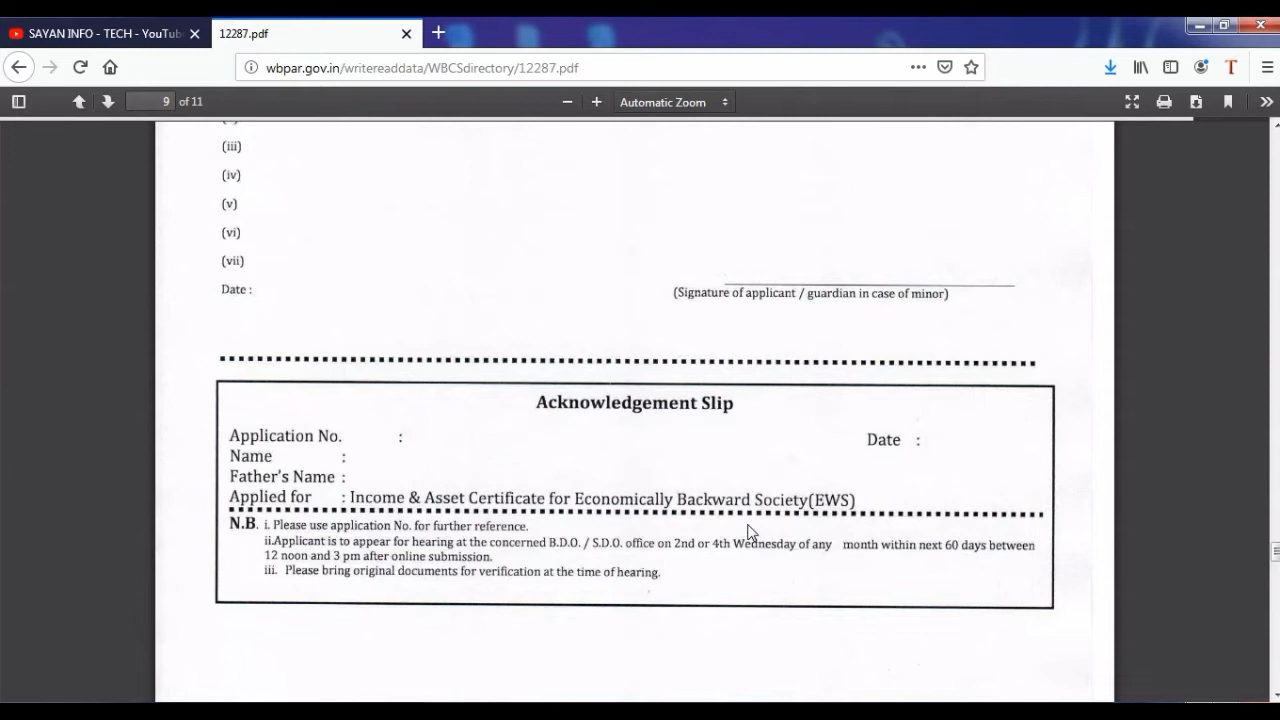 SAYAN INFO - TECH - YouTub
12287.pdf
wbpar.gov.in/writereaddata/WBCSdirectory/12287.pdf
9 of 11
Automatic Zoom
(iii)
(iv)
(v)
(vi)
(vii)
Date :
(Signature of applicant / guardian in case of minor)
Acknowledgement Slip
Application No. :
Date :
Name :
Father's Name :
Applied for : Income & Asset Certificate for Economically Backward Society(EWS)
N.B. i. Please use application No. for further reference.
ii.Applicant is to appear for hearing at the concerned B.D.O. / S.D.O. office on 2nd or 4th Wednesday of any month within next 60 days between
12 noon and 3 pm after online submission.
iii. Please bring original documents for verification at the time of hearing.